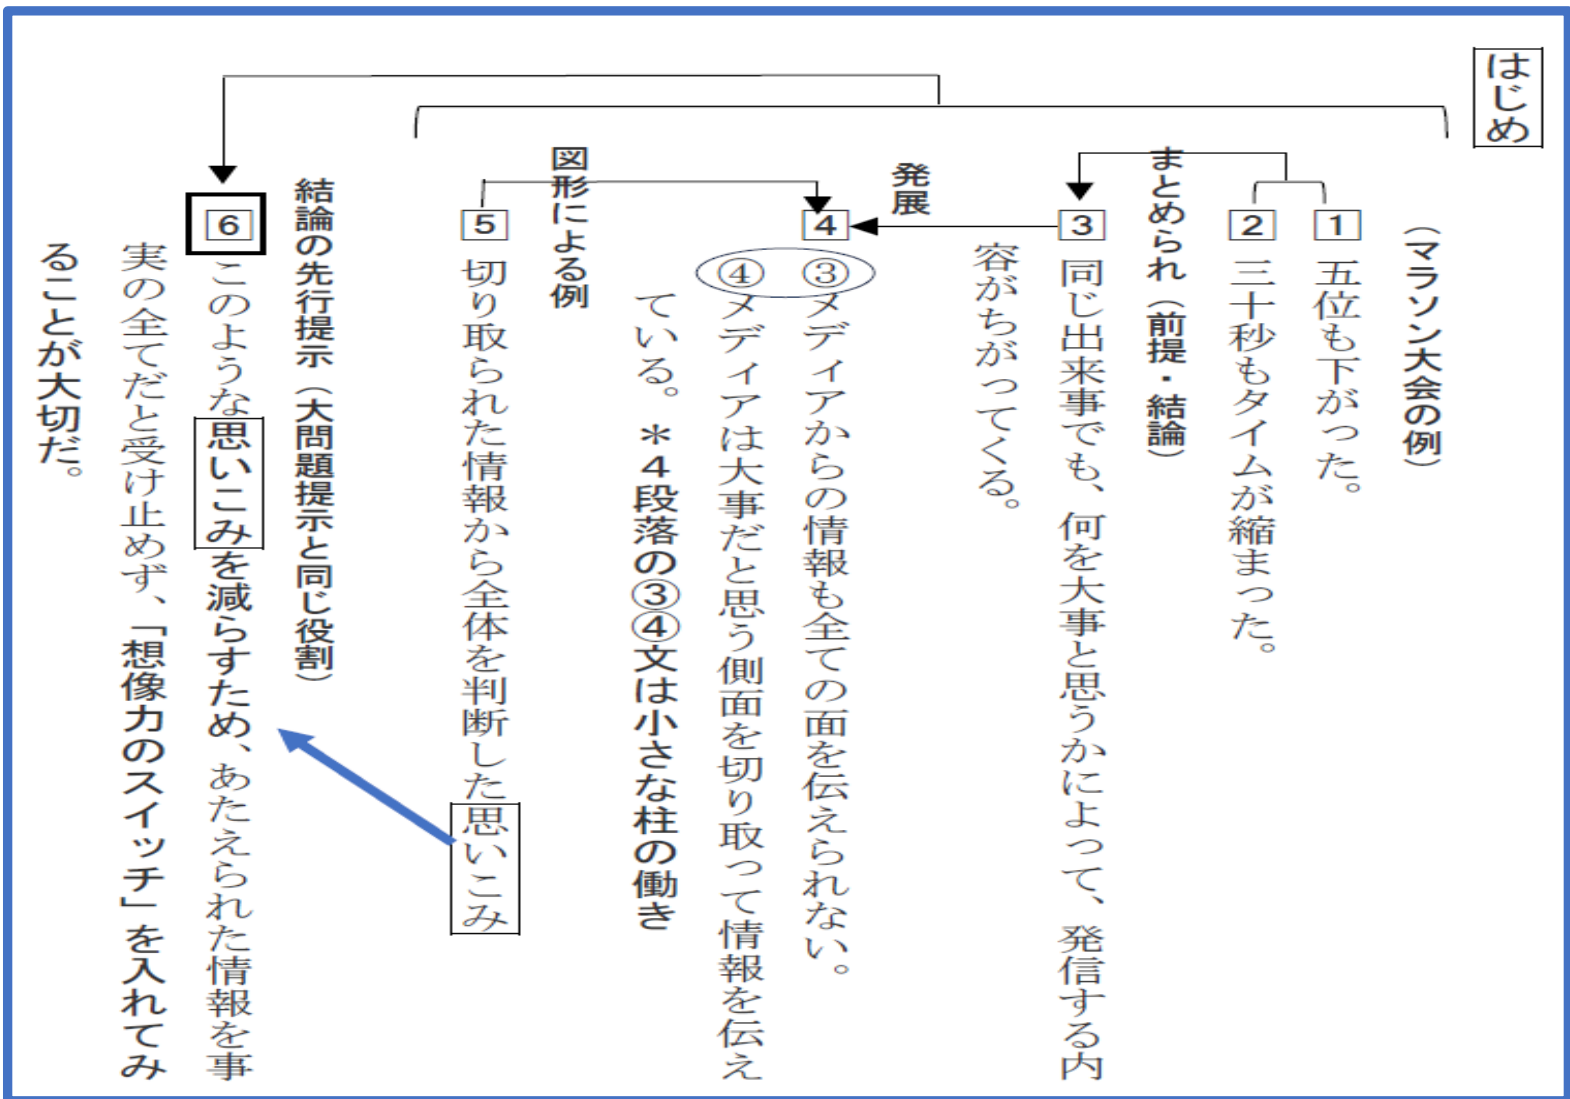 はじめ
（マラソン大会の例）
1 五位も下がった。
2 三十秒もタイムが縮まった。
まとめられ（前提・結論）
3 同じ出来事でも、何を大事と思うかによって、発信する内
容がちがってくる。
発展
4 ③メディアからの情報も全ての面を伝えられない。
④メディアは大事だと思う側面を切り取って情報を伝え
ている。＊４段落の③④文は小さな柱の働き
図形による例
5 切り取られた情報から全体を判断した思いこみ
結論の先行提示（大問題提示と同じ役割）
6 このような思いこみを減らすため、あたえられた情報を事
実の全てだと受け止めず、「想像力のスイッチ」を入れてみ
ることが大切だ。